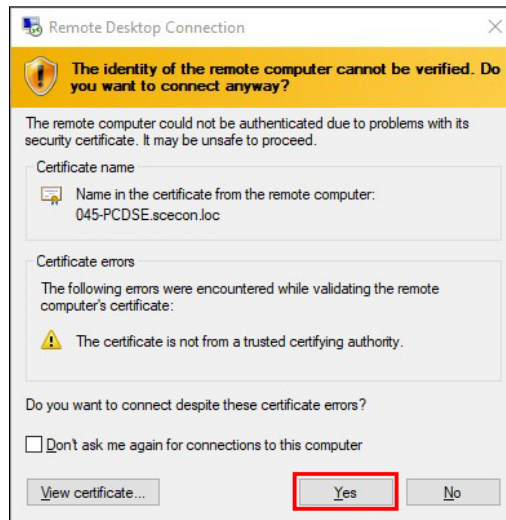 Remote Desktop Connection
The identity of the remote computer cannot be verified. Do
you want to connect anyway?
The remote computer could not be authenticated due to problems with its
security certificate. It may be unsafe to proceed.
Certificate name
Name in the certificate from the remote computer:
045-PCDSE.scecon.loc
Certificate errors
The following errors were encountered while validating the remote
computer's certificate:
The certificate is not from a trusted certifying authority.
Do you want to connect despite these certificate errors?
Don't ask me again for connections to this computer
View certificate...
Yes
No